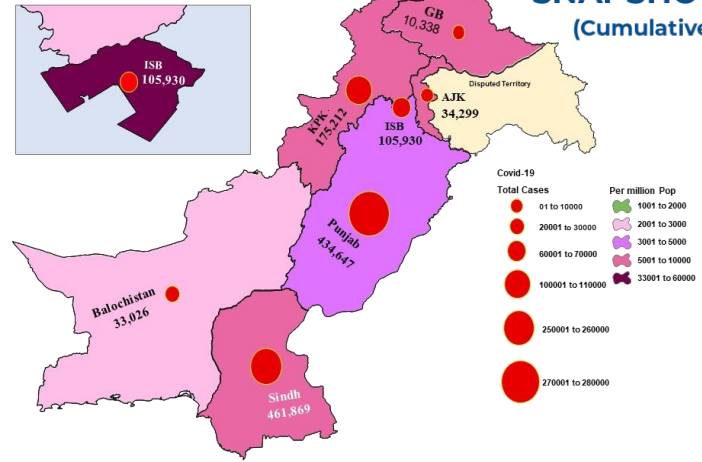 SNAPSHO
(Cumulative
ISB
105,930
GB
10,338
Disputed Territory
AJK
34,299
KPK
175,212
ISB
105,930
Punjab
434,647
Balochistan
33,026
Sindh
461,869
Covid-19
Total Cases
01 to 10000
20001 to 30000
60001 to 70000
100001 to 110000
250001 to 260000
270001 to 280000
Per million Pop
1001 to 2000
2001 to 3000
3001 to 5000
5001 to 10000
33001 to 60000